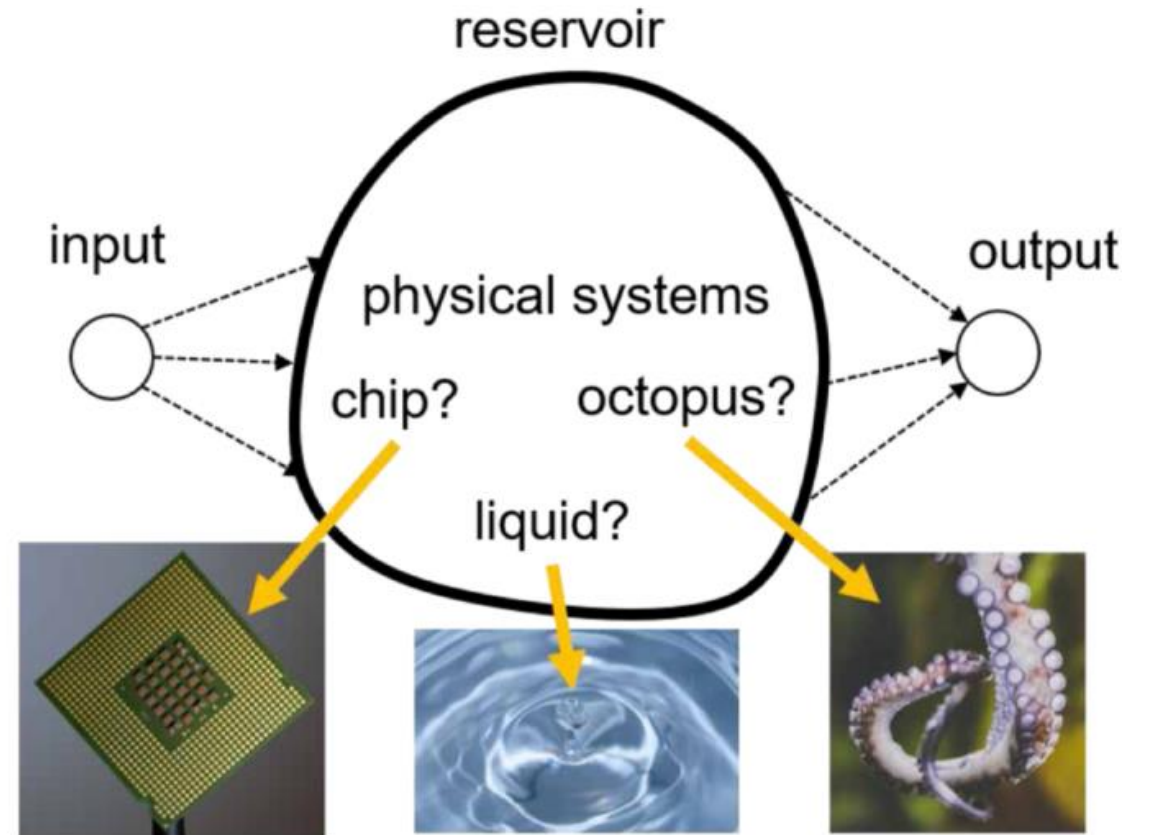 reservoir
input
output
physical systems
chip?
octopus?
liquid?